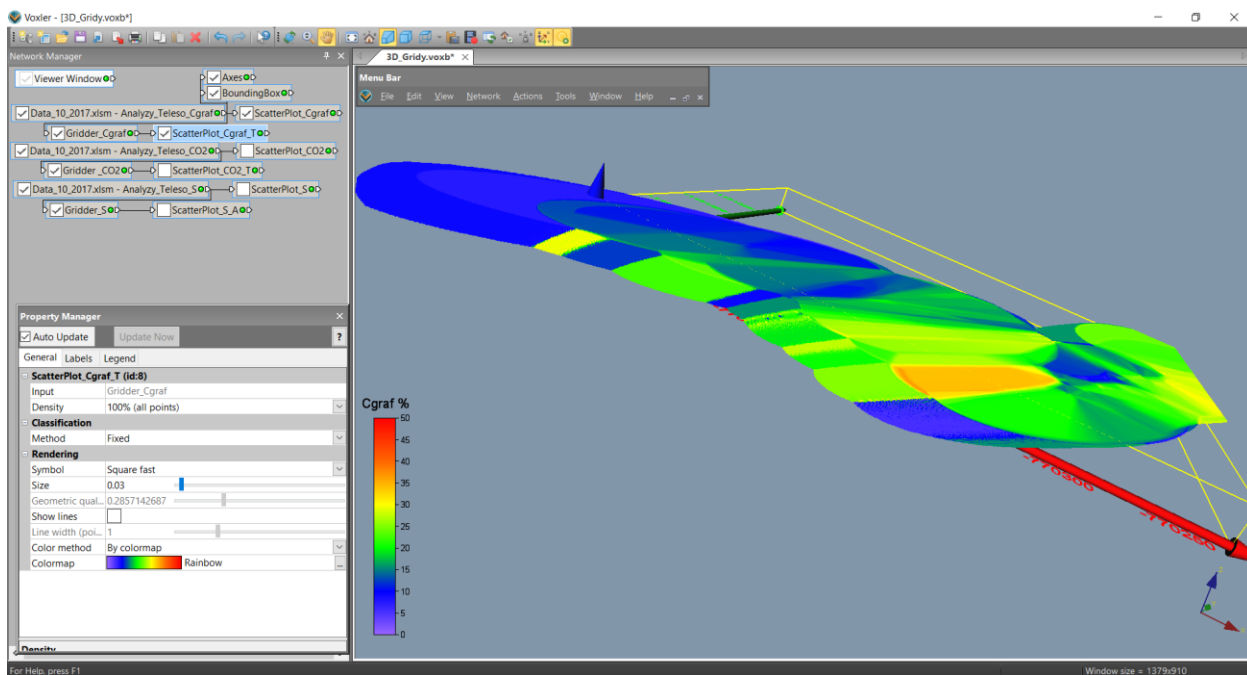 Voxler - [3D_Gridy.voxb*]
Network Manager
3D_Gridy.voxb*
Menu Bar
File Edit View Network Actions Tools Window Help
Viewer Window
Axes
BoundingBox
Data_10_2017.xlsm - Analyzy_Teleso_Cgraf
ScatterPlot_Cgraf
Gridder_Cgraf
ScatterPlot_Cgraf_T
Data_10_2017.xlsm - Analyzy_Teleso_CO2
ScatterPlot_CO2
Gridder _CO2
ScatterPlot_CO2_T
Data_10_2017.xlsm - Analyzy_Teleso_S
ScatterPlot_S
Gridder_S
ScatterPlot_S_A
Property Manager
Auto Update
Update Now
?
General Labels Legend
ScatterPlot_Cgraf_T (id:8)
Input Gridder_Cgraf
Density 100% (all points)
Classification
Method Fixed
Rendering
Symbol Square fast
Size 0.03
Geometric qual... 0.2857142687
Show lines
Line width (poi... 1
Color method By colormap
Colormap Rainbow ...
Density
Cgraf %
50
45
40
35
30
25
20
15
10
5
0
-770300
-770250
For Help, press F1
Window size = 1379x910